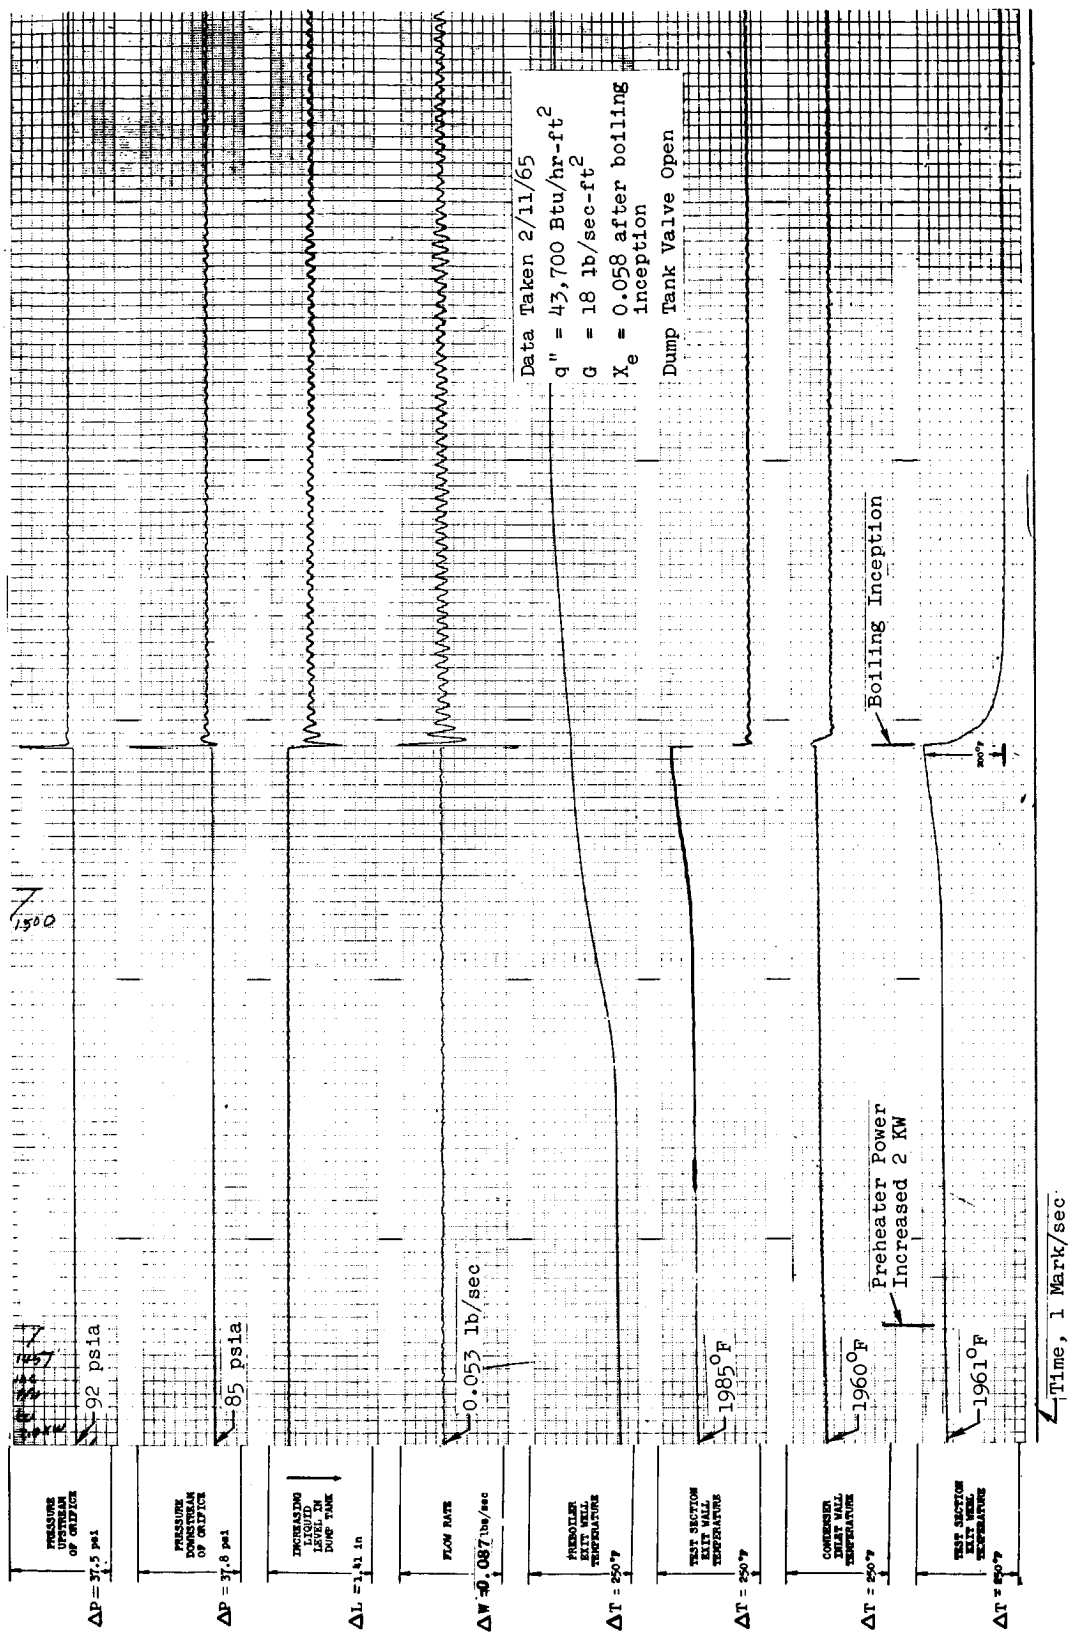 PRESSURE
UPSTREAM
OF ORIFICE
ΔP = 37.5 psi
92 psia
1500
PRESSURE
DOWNSTREAM
OF ORIFICE
ΔP = 37.8 psi
85 psia
INCREASING
LIQUID
LEVEL IN
DUMP TANK
ΔL = 1.41 in
FLOW RATE
ΔW = 0.087 lbs/sec
0.053 lb/sec
PREBOILER
EXIT WELL
TEMPERATURE
ΔT = 250°F
Data Taken 2/11/65
q" = 43,700 Btu/hr-ft²
G = 18 lb/sec-ft²
Xe = 0.058 after boiling
inception
Dump Tank Valve Open
TEST SECTION
EXIT WALL
TEMPERATURE
ΔT = 250°F
1985°F
CONDENSER
INLET WALL
TEMPERATURE
ΔT = 250°F
1960°F
Preheater Power
Increased 2 KW
Boiling Inception
TEST SECTION
EXIT WELL
TEMPERATURE
ΔT = 250°F
1961°F
200°F
Time, 1 Mark/sec